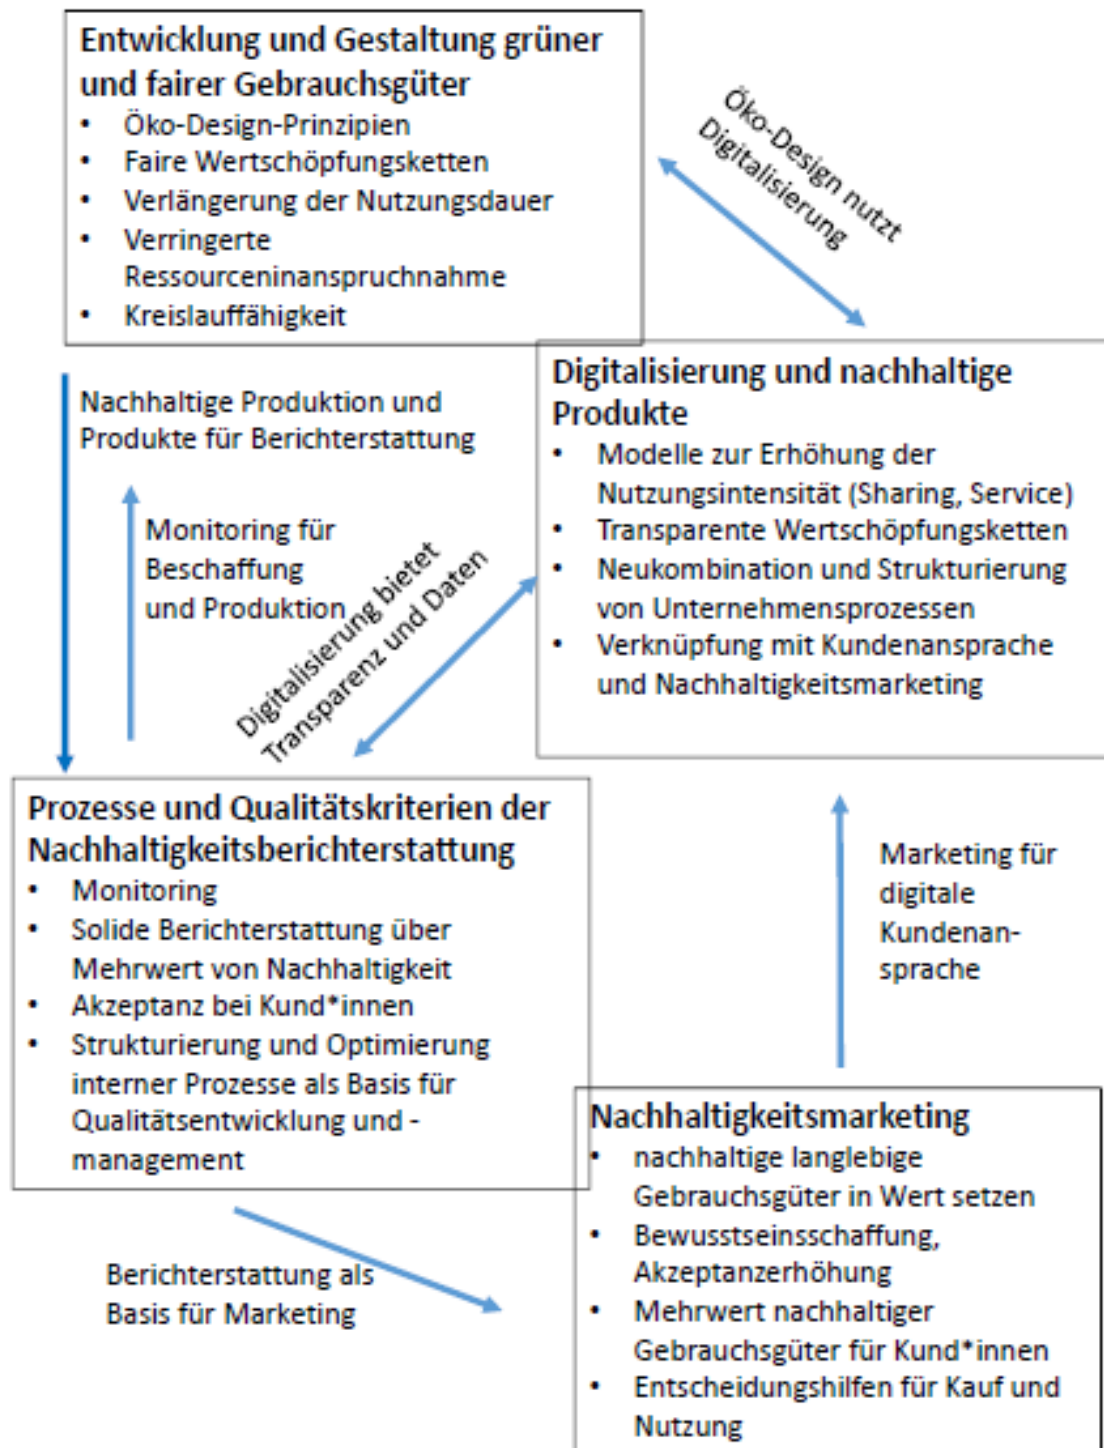 Entwicklung und Gestaltung grüner
und fairer Gebrauchsgüter
• Öko-Design-Prinzipien
• Faire Wertschöpfungsketten
• Verlängerung der Nutzungsdauer
• Verringerte
Ressourceninanspruchnahme
• Kreislauffähigkeit
Öko-Design nutzt
Digitalisierung
Digitalisierung und nachhaltige
Produkte
• Modelle zur Erhöhung der
Nutzungsintensität (Sharing, Service)
• Transparente Wertschöpfungsketten
• Neukombination und Strukturierung
von Unternehmensprozessen
• Verknüpfung mit Kundenansprache
und Nachhaltigkeitsmarketing
Nachhaltige Produktion und
Produkte für Berichterstattung
Monitoring für
Beschaffung
und Produktion
Digitalisierung bietet
Transparenz und Daten
Prozesse und Qualitätskriterien der
Nachhaltigkeitsberichterstattung
• Monitoring
• Solide Berichterstattung über
Mehrwert von Nachhaltigkeit
• Akzeptanz bei Kund*innen
• Strukturierung und Optimierung
interner Prozesse als Basis für
Qualitätsentwicklung und -
management
Marketing für
digitale
Kundenan-
sprache
Berichterstattung als
Basis für Marketing
Nachhaltigkeitsmarketing
• nachhaltige langlebige
Gebrauchsgüter in Wert setzen
• Bewusstseinsschaffung,
Akzeptanzerhöhung
• Mehrwert nachhaltiger
Gebrauchsgüter für Kund*innen
• Entscheidungshilfen für Kauf und
Nutzung